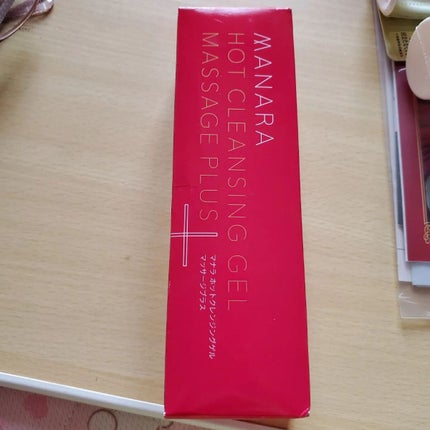 MANARA
HOT CLEANSING GEL
MASSAGE PLUS
マナラ ホットクレンジングゲル
マッサージプラス